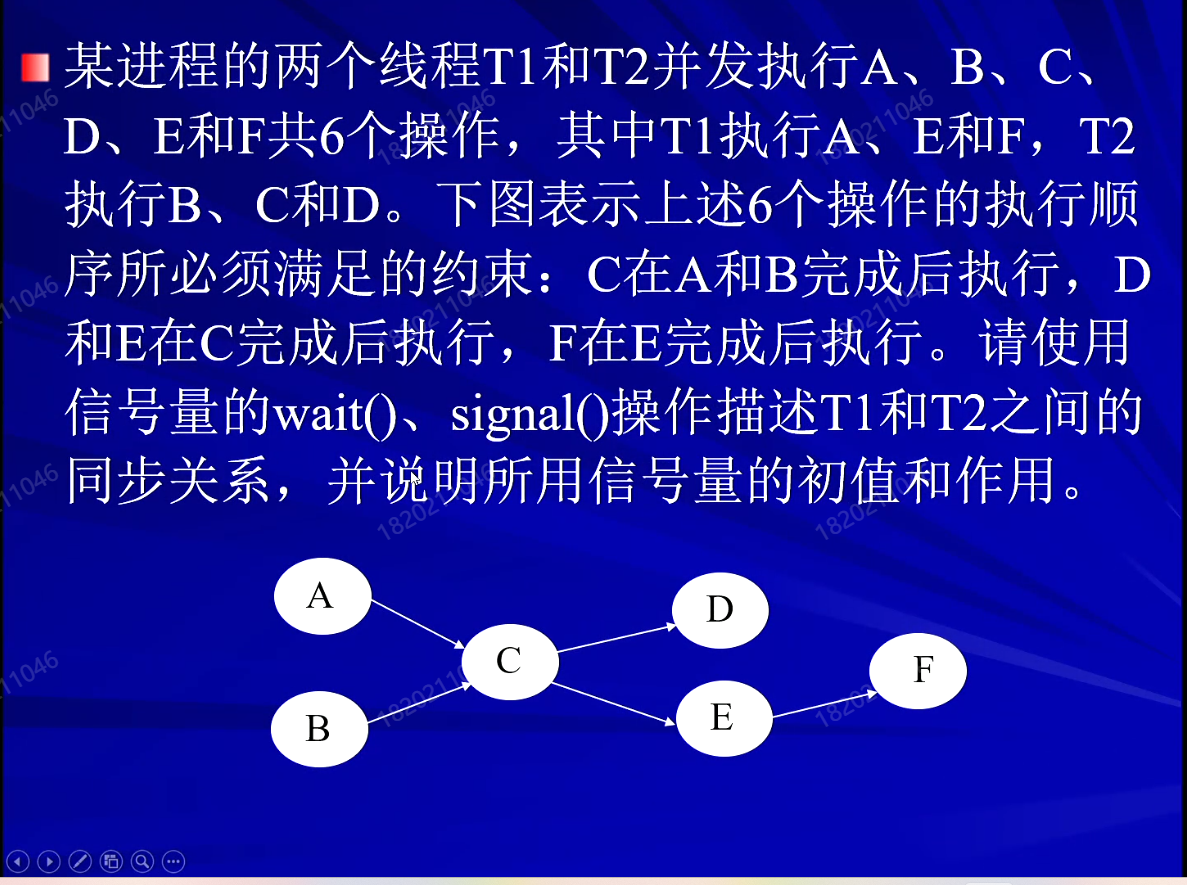 某进程的两个线程T1和T2并发执行A、B、C、
D、E和F共6个操作，其中T1执行A、E和F，T2
执行B、C和D。下图表示上述6个操作的执行顺
序所必须满足的约束：C在A和B完成后执行，D
和E在C完成后执行，F在E完成后执行。请使用
信号量的wait()、signal()操作描述T1和T2之间的
同步关系，并说明所用信号量的初值和作用。
A
D
C
F
B
E